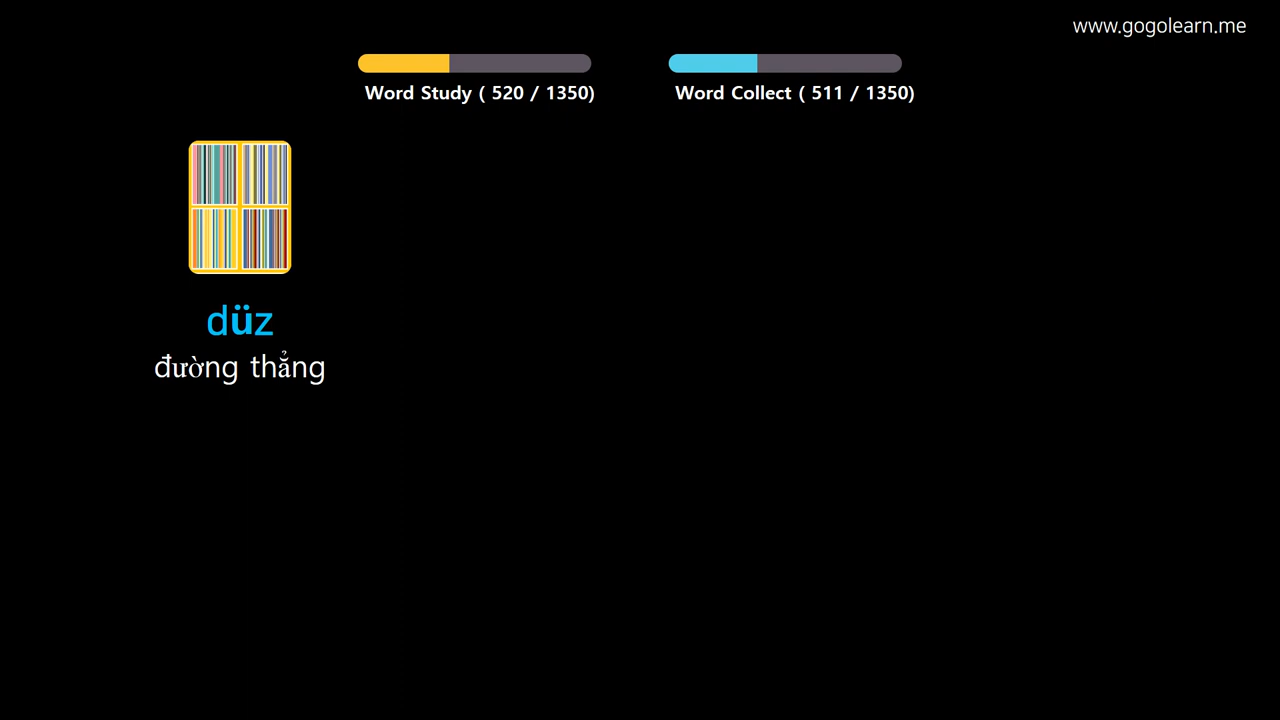 www.gogolearn.me
Word Study ( 520 / 1350)
Word Collect ( 511 / 1350)
düz
đường thẳng